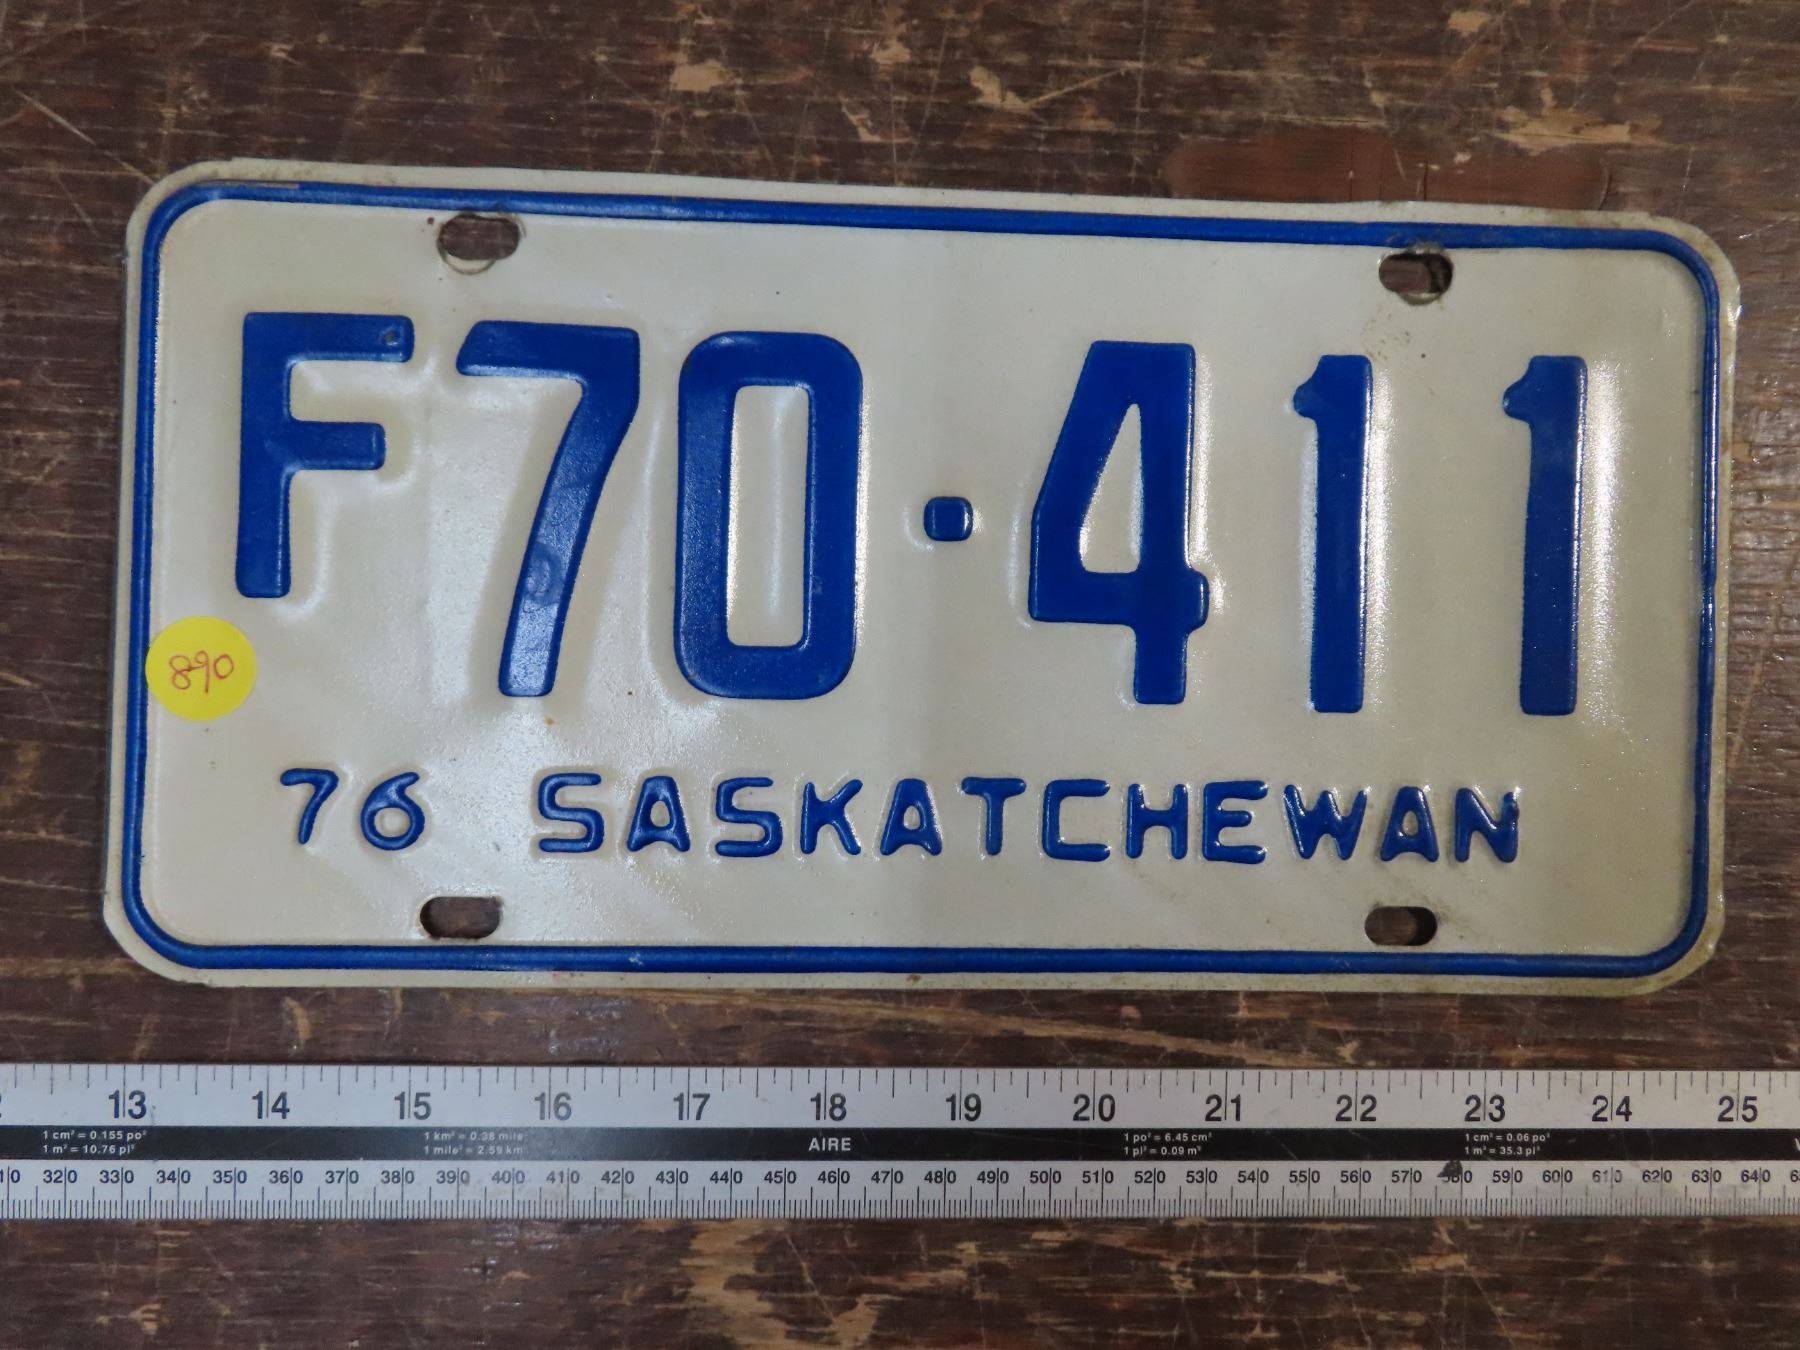 F70·411
890
76 SASKATCHEWAN
13 14 15 16 17 18 19 20 21 22 23 24 25
1 cm² = 0.155 po² 1 km² = 0.38 mile² AIRE 1 po² = 6.45 cm² 1 cm³ = 0.06 po³
1 m² = 10.76 pi² 1 mile² = 2.59 km² 1 pi² = 0.09 m² 1 m³ = 35.3 pi³
320 330 340 350 360 370 380 390 400 410 420 430 440 450 460 470 480 490 500 510 520 530 540 550 560 570 580 590 600 610 620 630 640